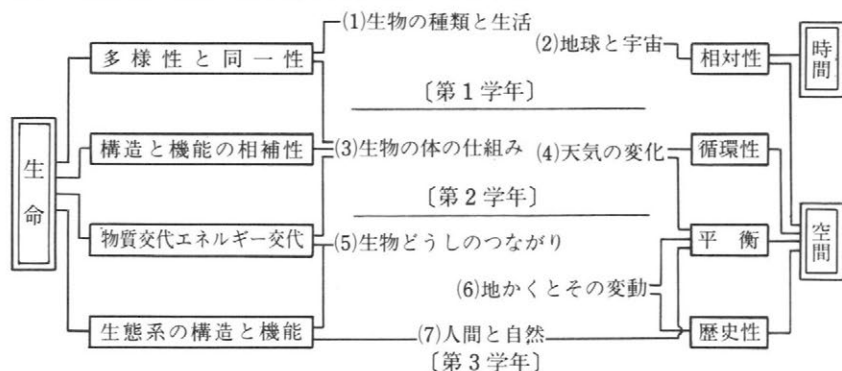 (1)生物の種類と生活
多様性と同一性
(2)地球と宇宙
相対性
時間
〔第1学年〕
生命
構造と機能の相補性
(3)生物の体の仕組み
(4)天気の変化
循環性
〔第2学年〕
物質交代エネルギー交代
(5)生物どうしのつながり
平衡
空間
(6)地かくとその変動
生態系の構造と機能
(7)人間と自然
歴史性
〔第3学年〕